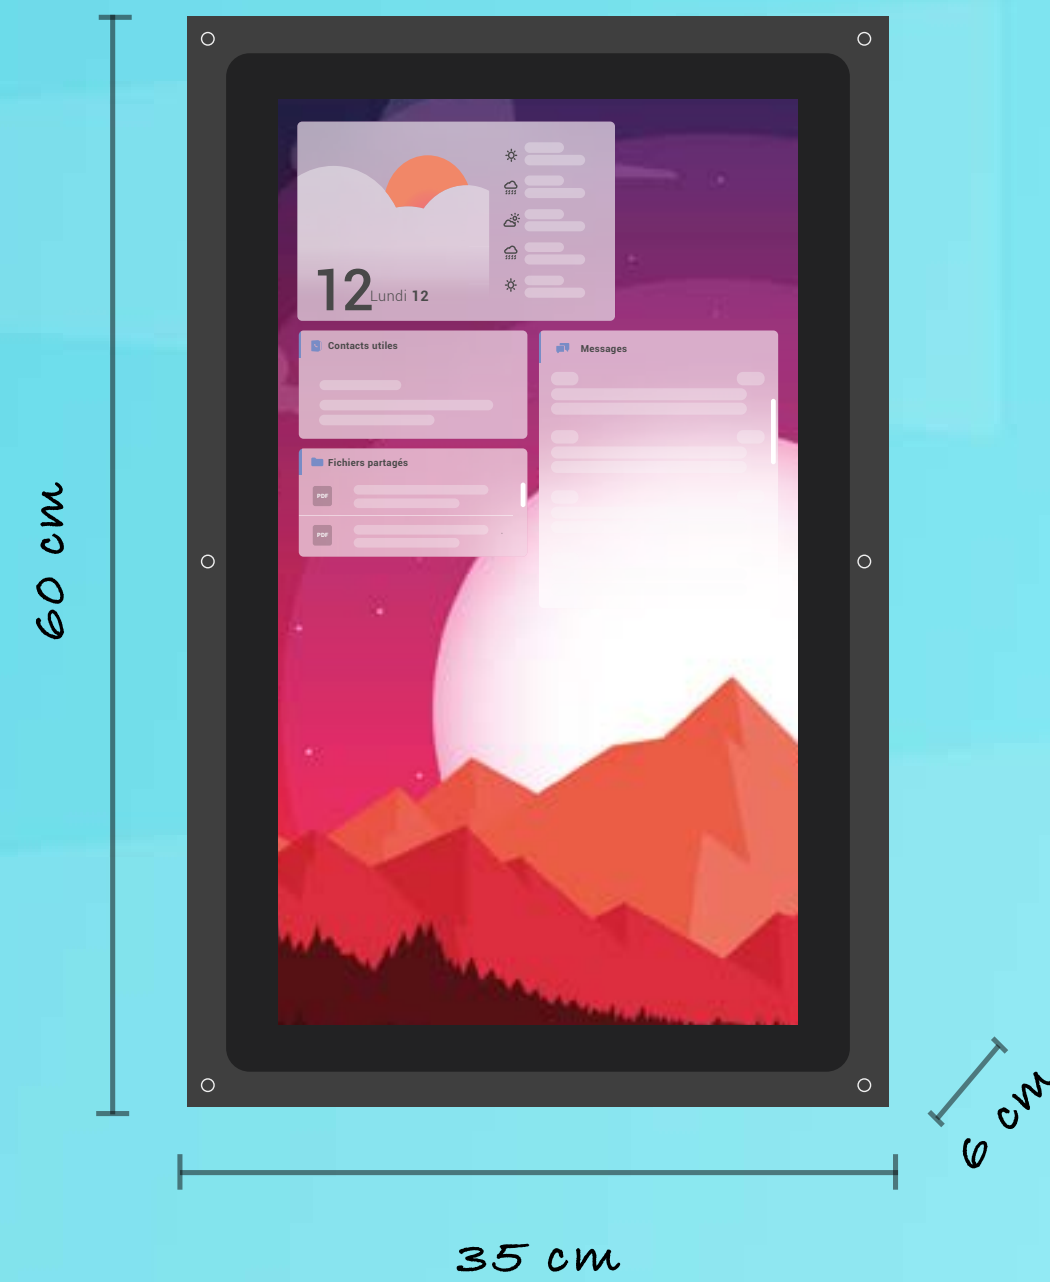 12 Lundi 12
Contacts utiles
Messages
Fichiers partagés
PDF
PDF
60 cm
6 cm
35 cm